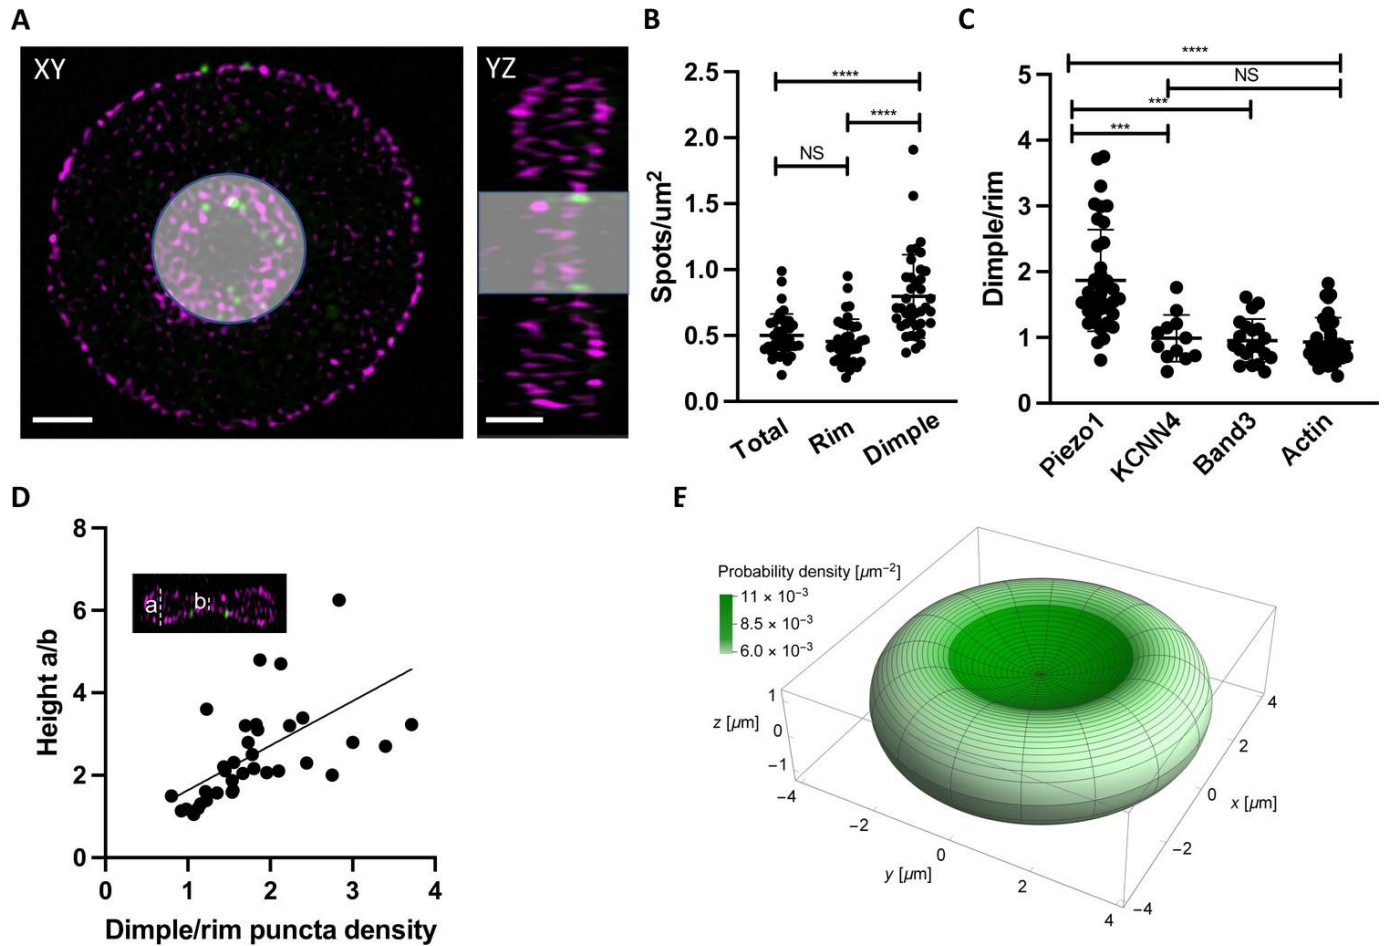 A
XY
YZ
B
2.5
2.0
1.5
1.0
0.5
0.0
Spots/um²
****
****
NS
Total
Rim
Dimple
C
5
4
3
2
1
0
Dimple/rim
****
NS
***
***
Piezo1
KCNN4
Band3
Actin
D
8
6
4
2
0
Height a/b
a
b
0
1
2
3
4
Dimple/rim puncta density
E
Probability density [μm⁻²]
11 × 10⁻³
8.5 × 10⁻³
6.0 × 10⁻³
1
0
−1
z [μm]
−4
−2
0
2
4
y [μm]
−4
−2
0
2
4
x [μm]